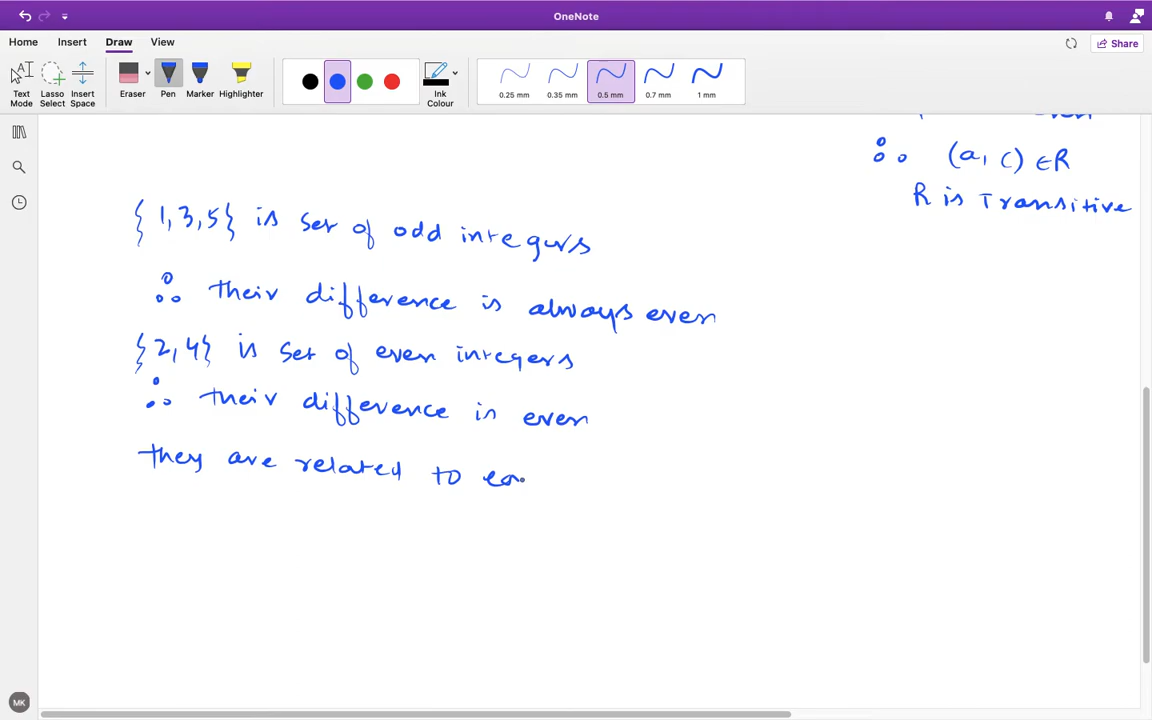 OneNote
Home Insert Draw View
Share
Text Mode
Lasso Select
Insert Space
Eraser
Pen
Marker
Highlighter
Ink Colour
0.25 mm
0.35 mm
0.5 mm
0.7 mm
1 mm
∴ (a, c) ∈ R
R is Transitive
{1,3,5} is set of odd integers
∴ their difference is always even
{2,4} is set of even integers
∴ their difference is even
they are related to
MK